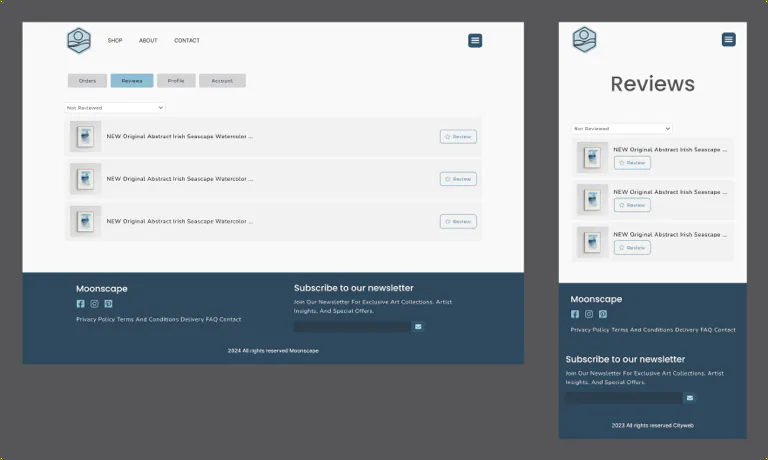 SHOP ABOUT CONTACT
Orders Reviews Profile Account
Not Reviewed
NEW Original Abstract Irish Seascape Watercolor ...
Review
NEW Original Abstract Irish Seascape Watercolor ...
Review
NEW Original Abstract Irish Seascape Watercolor ...
Review
Moonscape
Privacy Policy Terms And Conditions Delivery FAQ Contact
Subscribe to our newsletter
Join Our Newsletter For Exclusive Art Collections, Artist
Insights, And Special Offers.
2024 All rights reserved Moonscape
Reviews
Not Reviewed
NEW Original Abstract Irish Seascape ...
Review
NEW Original Abstract Irish Seascape ...
Review
NEW Original Abstract Irish Seascape ...
Review
Moonscape
Privacy Policy Terms And Conditions Delivery FAQ Contact
Subscribe to our newsletter
Join Our Newsletter For Exclusive Art Collections, Artist
Insights, And Special Offers.
2023 All rights reserved Cityweb